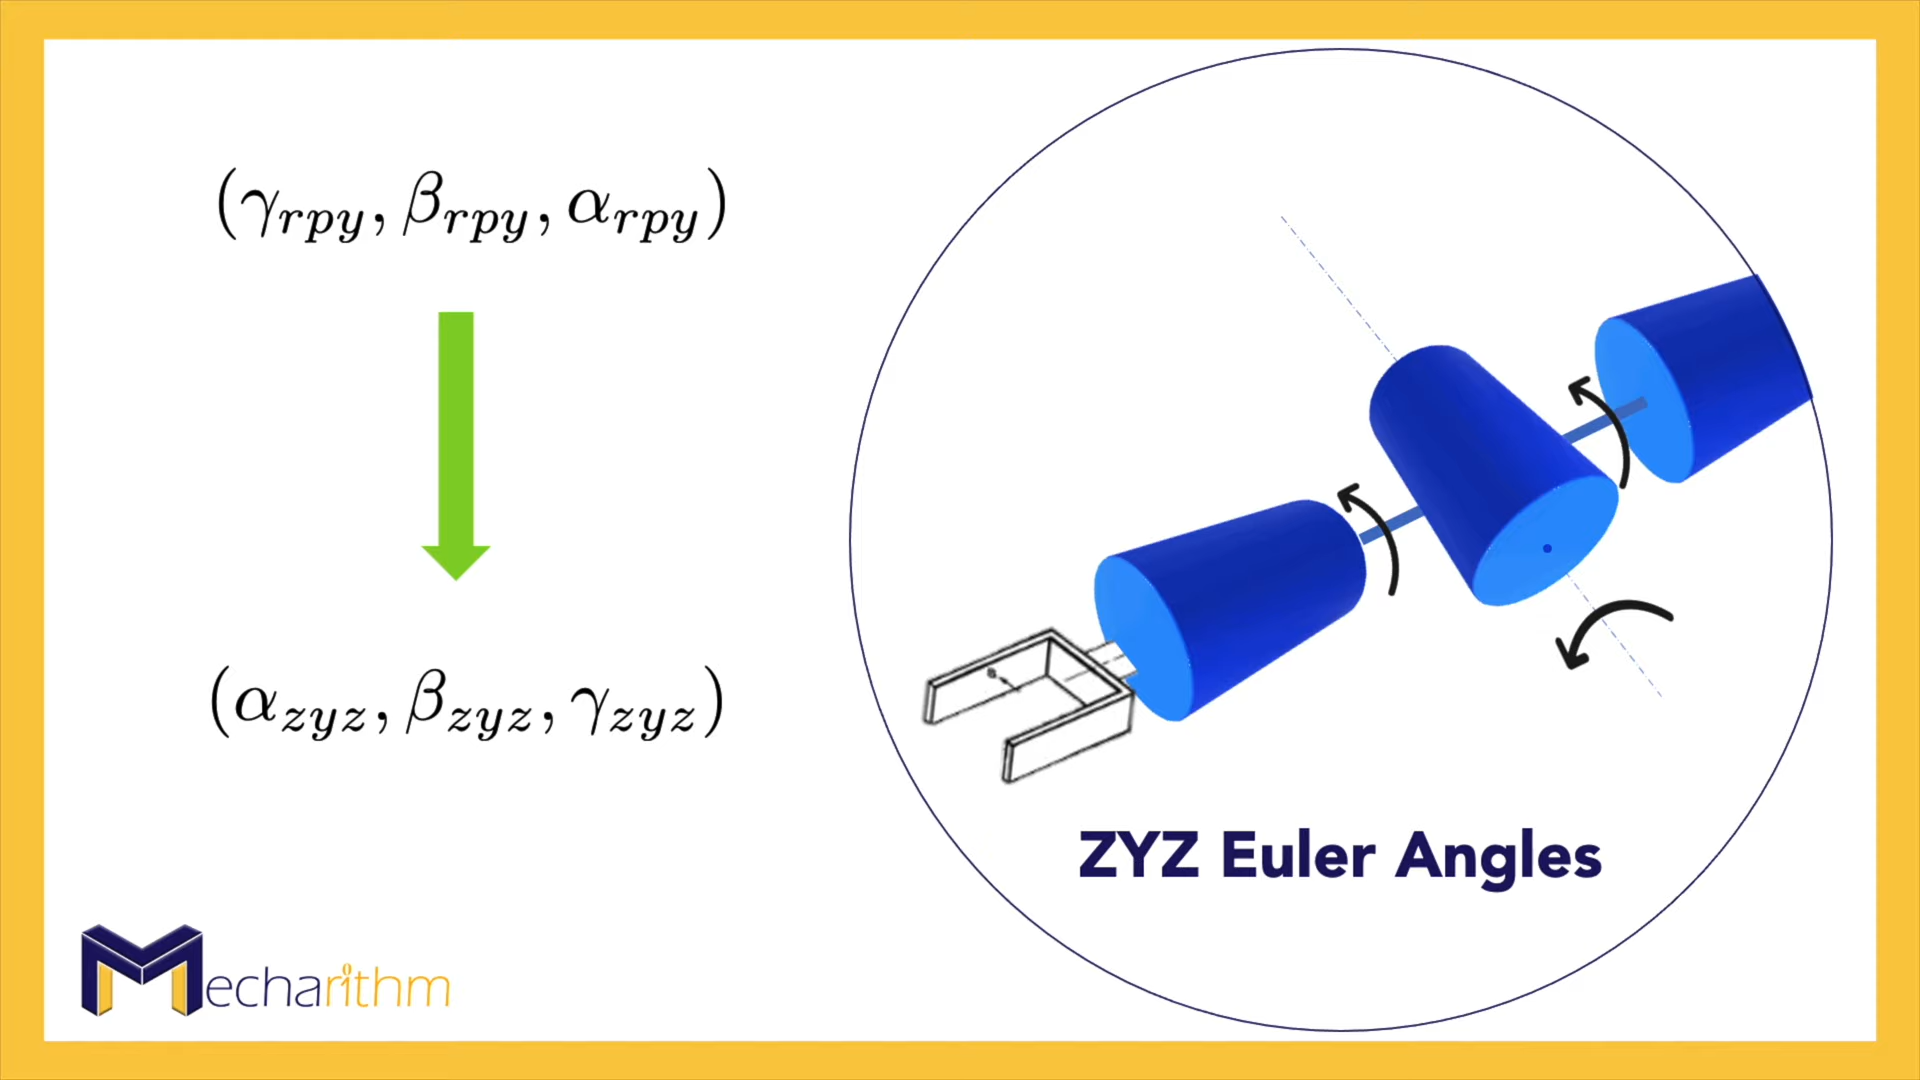 (γrpy, βrpy, αrpy)
(αzyz, βzyz, γzyz)
ZYZ Euler Angles
Mecharithm